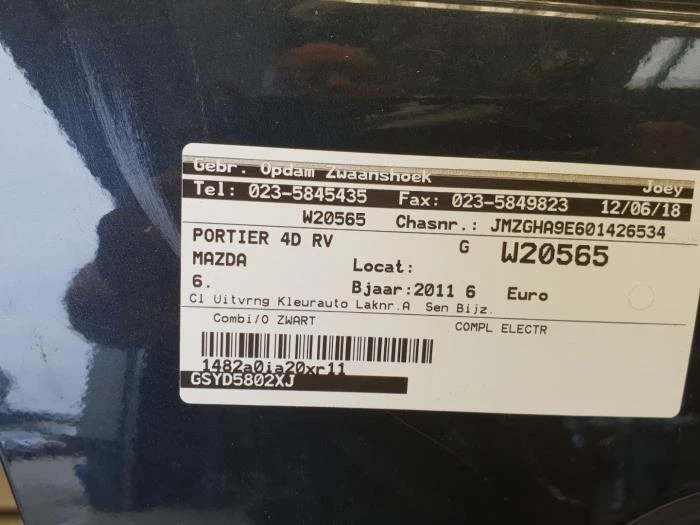 Gebr. Opdam Zwaanshoek Joey
Tel: 023-5845435 Fax: 023-5849823 12/06/18
W20565 Chasnr.: JMZGHA9E601426534
PORTIER 4D RV G W20565
MAZDA Locat:
6. Bjaar:2011 6 Euro
Cl Uitvrng Kleurauto Laknr.A Sen Bijz.
Combi/O ZWART COMPL ELECTR
1482a0ia20xr11
GSYD5802XJ